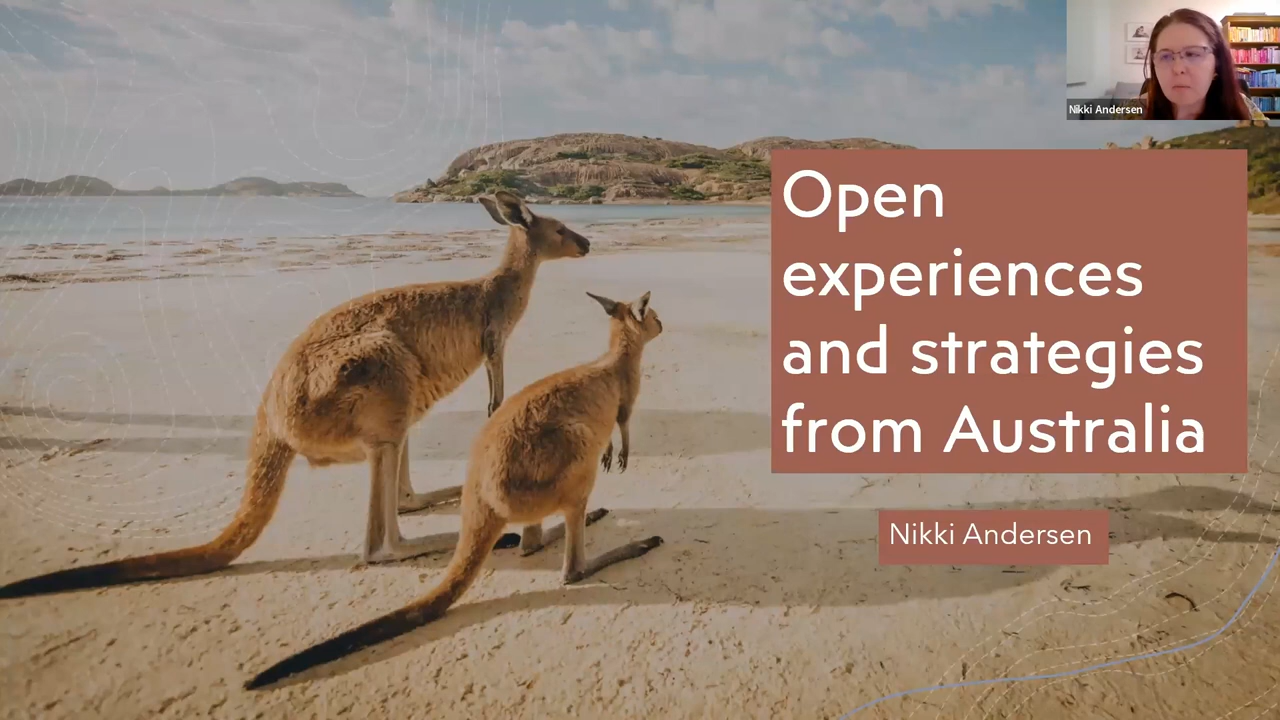 Nikki Andersen
Open
experiences
and strategies
from Australia
Nikki Andersen